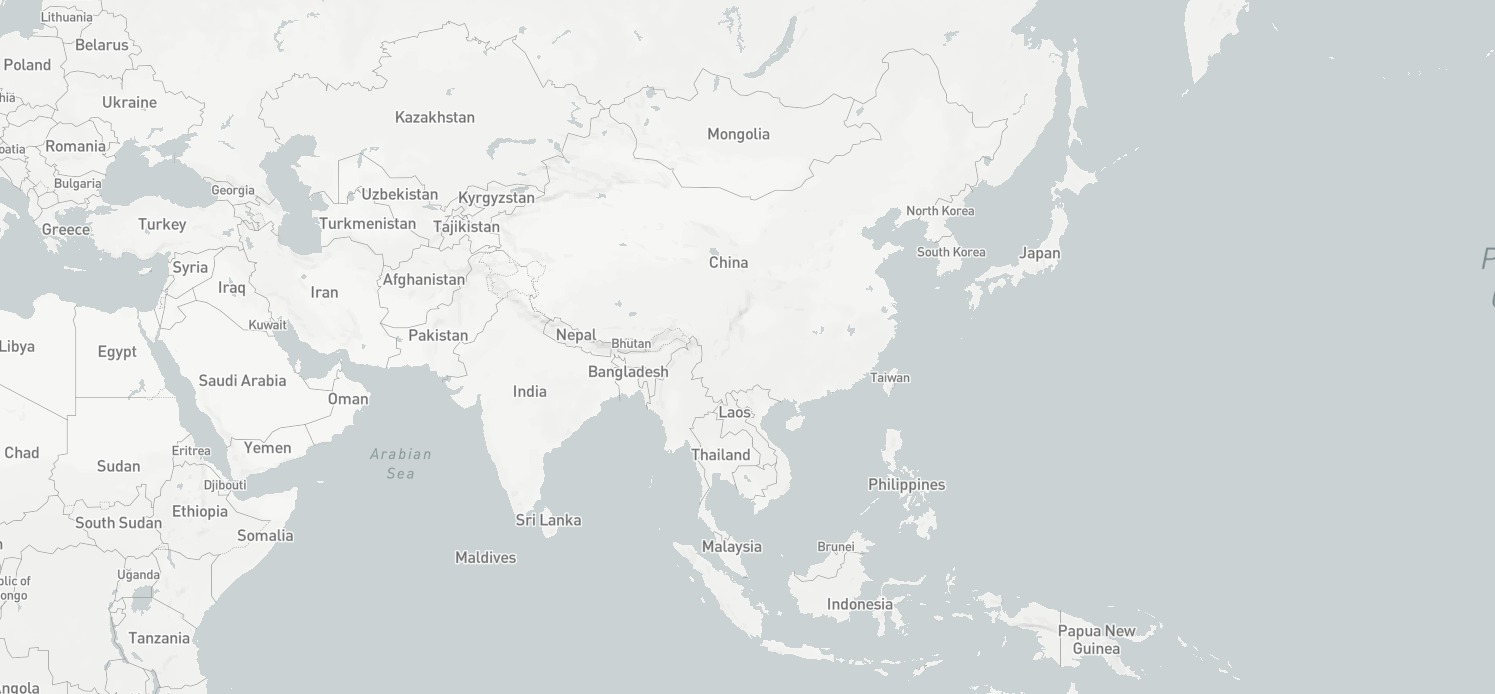 Lithuania
Belarus
Poland
Ukraine
hia
Kazakhstan
Mongolia
Romania
oatia
Bulgaria
Georgia
Uzbekistan
Kyrgyzstan
North Korea
Turkey
Turkmenistan
Tajikistan
Greece
South Korea
Japan
China
Syria
Afghanistan
Iraq
Iran
Kuwait
Pakistan
Nepal
Bhutan
Libya
Egypt
Bangladesh
Saudi Arabia
Taiwan
India
Oman
Laos
Chad
Eritrea
Yemen
Arabian
Sea
Thailand
Sudan
Djibouti
Philippines
Ethiopia
South Sudan
Sri Lanka
Somalia
Malaysia
Brunei
Maldives
Uganda
blic of
ongo
Indonesia
Tanzania
Papua New
Guinea
ngola